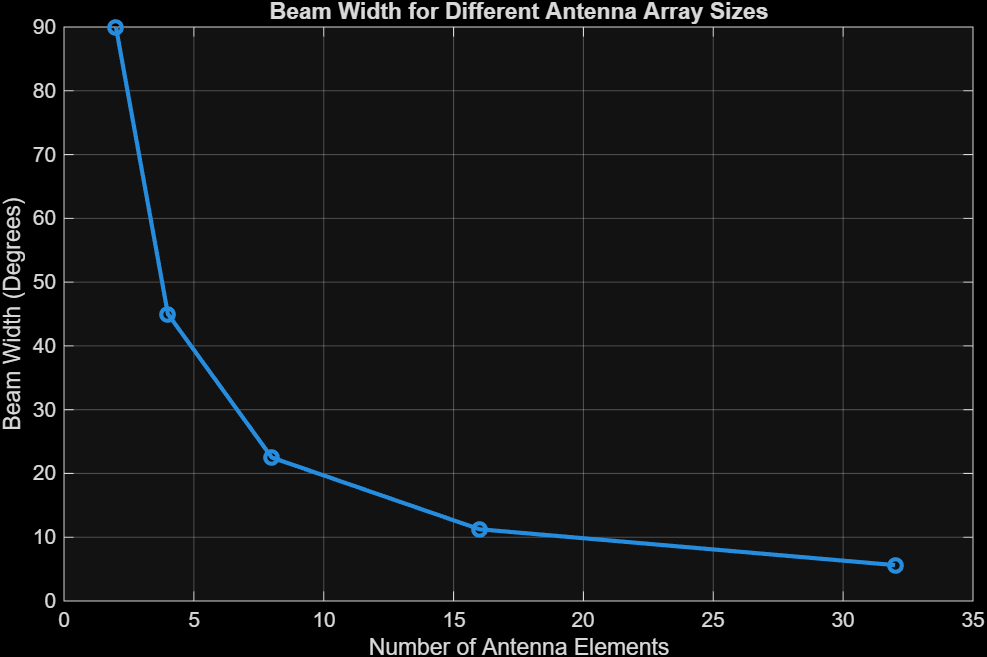 Beam Width for Different Antenna Array Sizes
90
80
70
60
50
40
30
20
10
0
Beam Width (Degrees)
0 5 10 15 20 25 30 35
Number of Antenna Elements